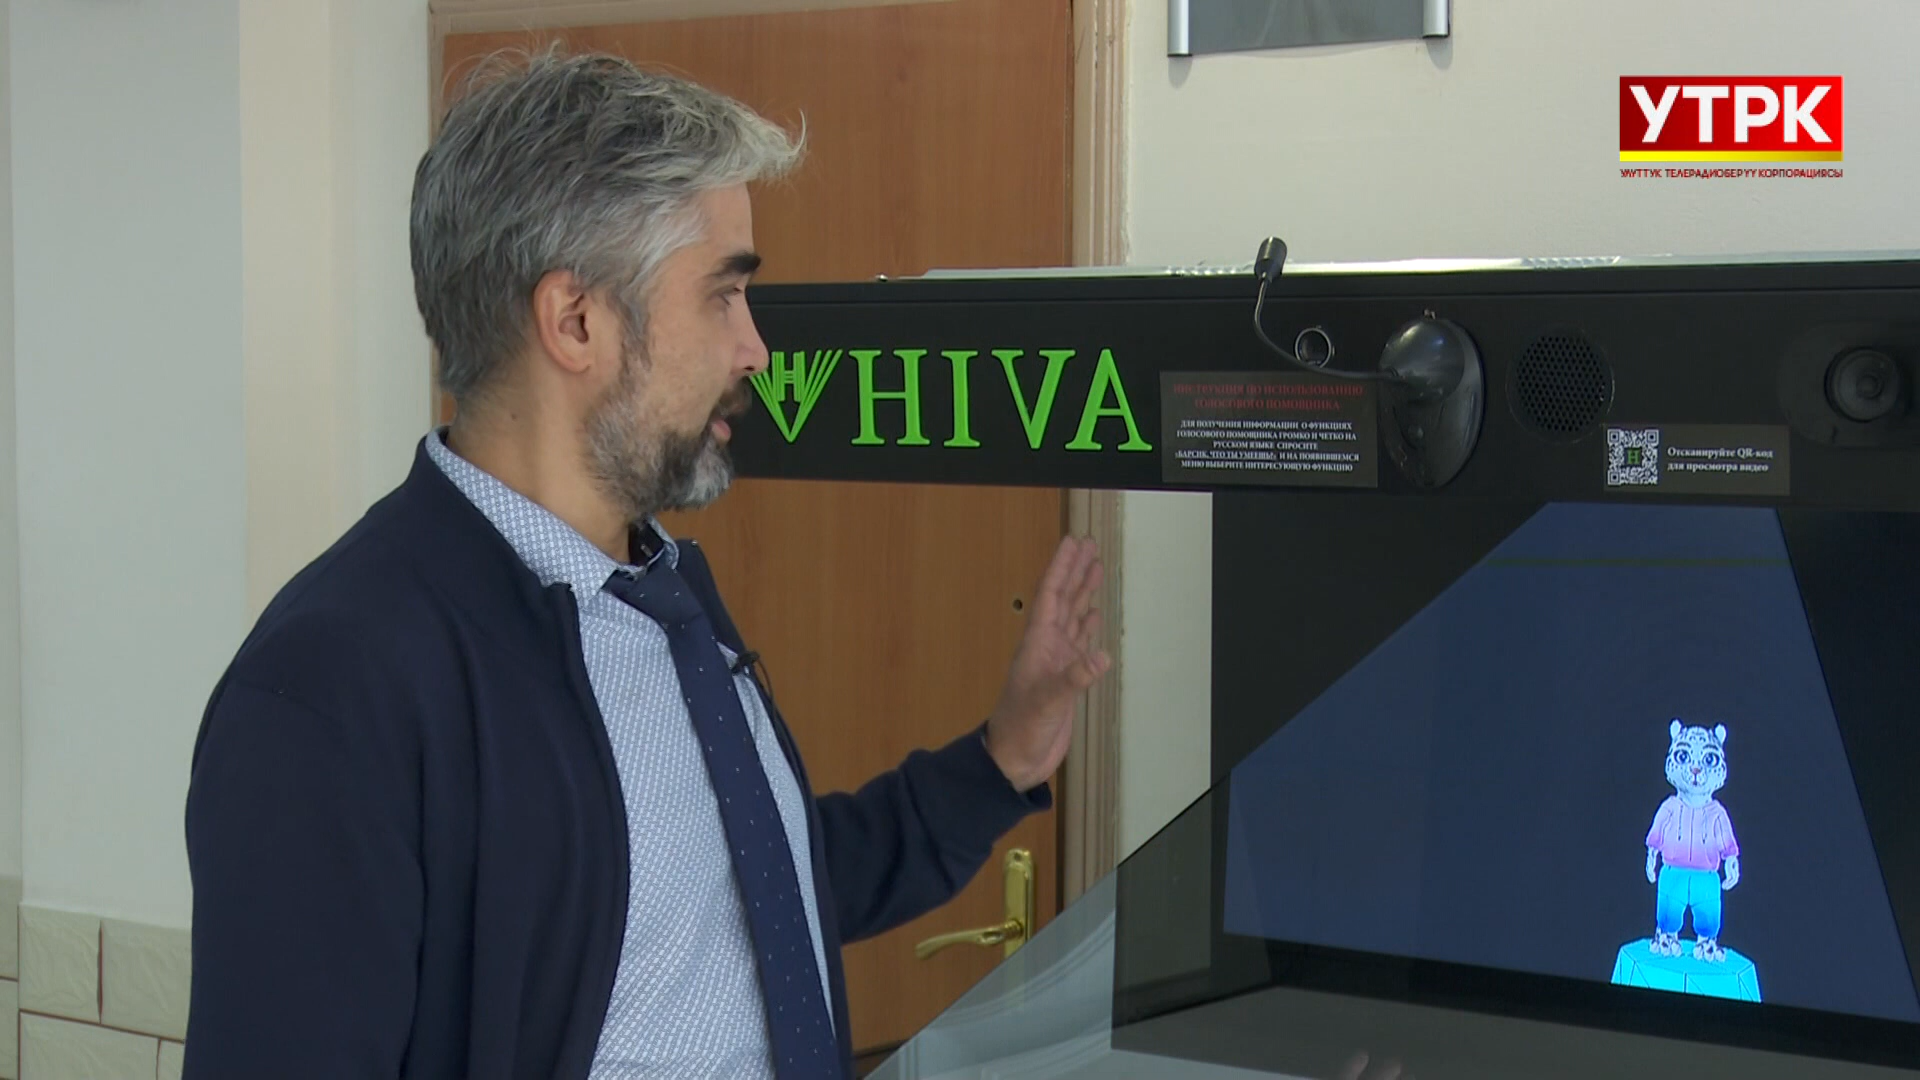 УТРК
УЛУТТУК ТЕЛЕРАДИОБЕРҮҮ КОРПОРАЦИЯСЫ
H HIVA
ИНСТРУКЦИЯ ПО ИСПОЛЬЗОВАНИЮ
ГОЛОСОВОГО ПОМОЩНИКА
ДЛЯ ПОЛУЧЕНИЯ ИНФОРМАЦИИ О ФУНКЦИЯХ
ГОЛОСОВОГО ПОМОЩНИКА ГРОМКО И ЧЕТКО НА
РУССКОМ ЯЗЫКЕ СПРОСИТЕ
«БАРСИК, ЧТО ТЫ УМЕЕШЬ?» И НА ПОЯВИВШЕМСЯ
МЕНЮ ВЫБЕРИТЕ ИНТЕРЕСУЮЩУЮ ФУНКЦИЮ
H
Отсканируйте QR-код
для просмотра видео